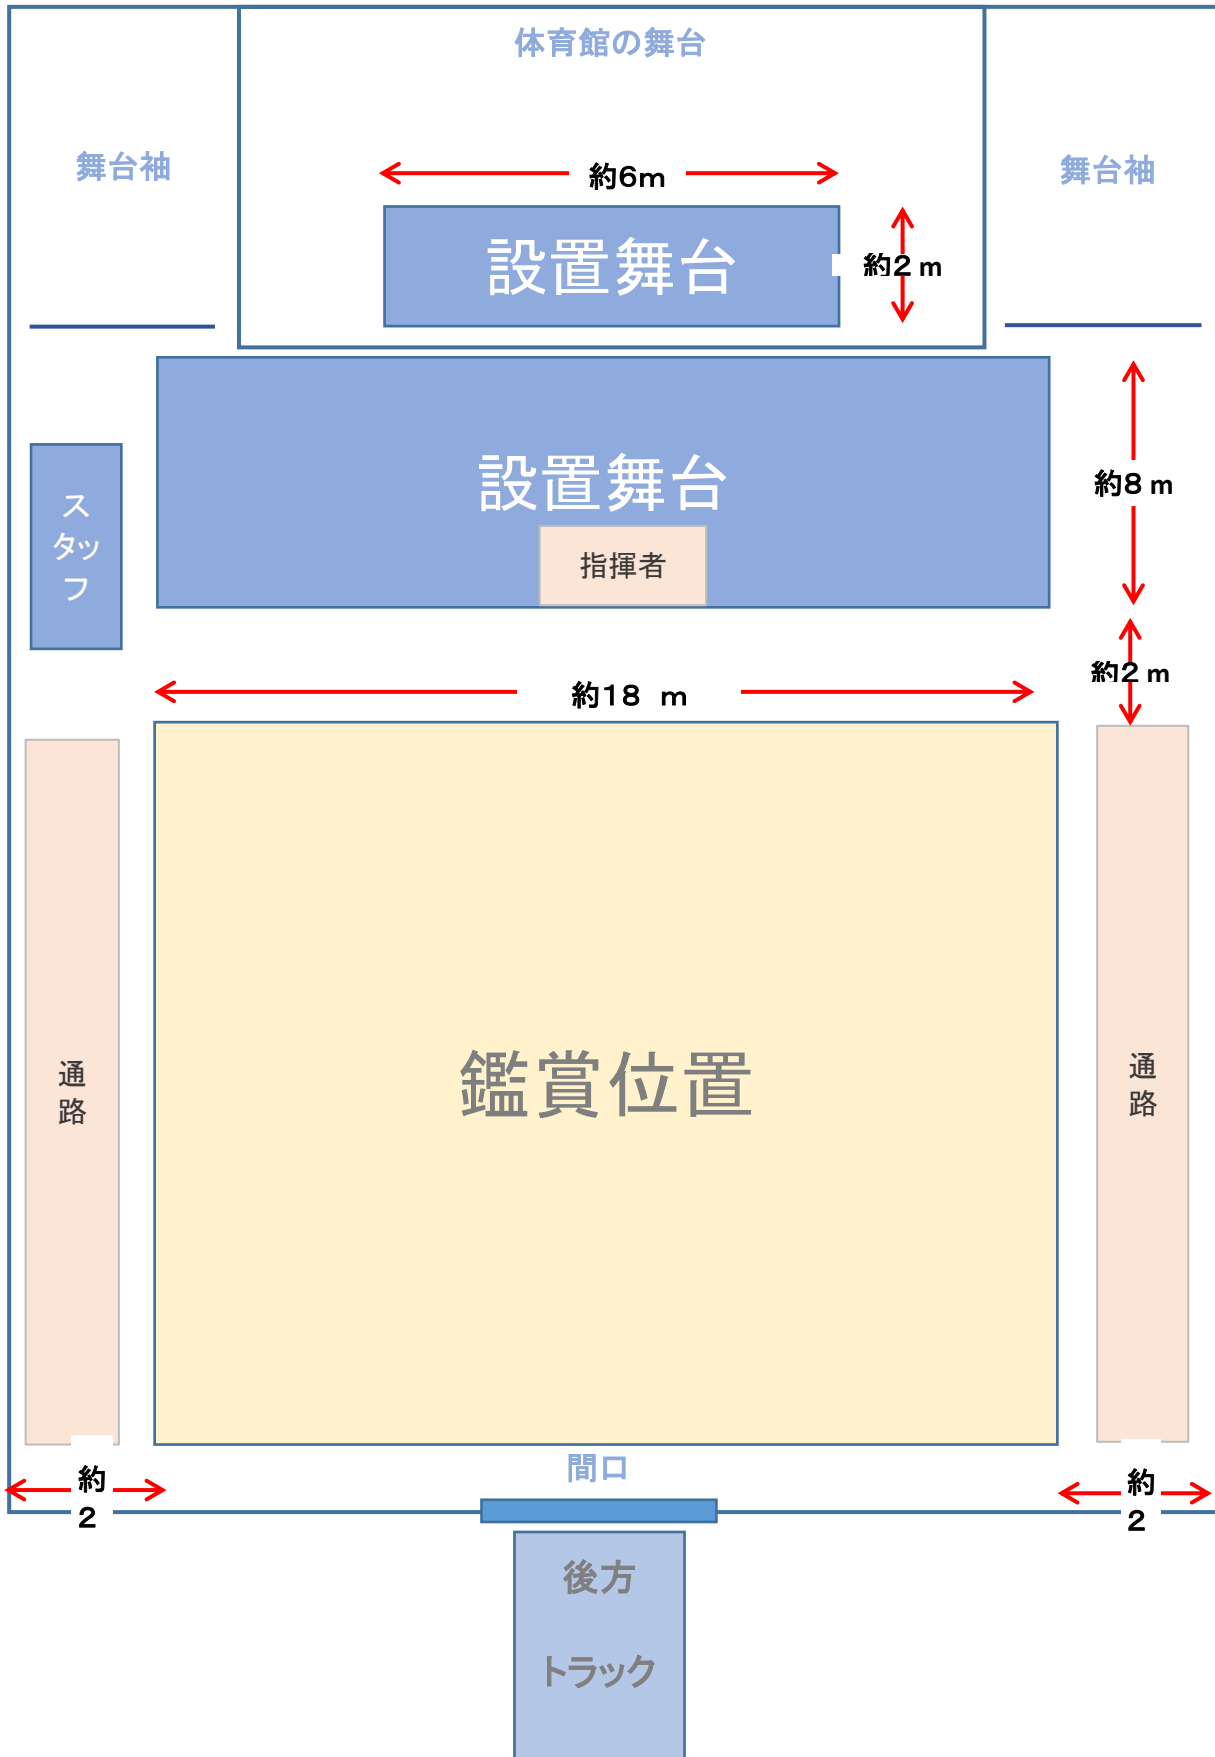 体育館の舞台
舞台袖
舞台袖
約6m
設置舞台
約2 m
設置舞台
指揮者
ス
タッ
フ
約8 m
約2 m
約18 m
鑑賞位置
通
路
通
路
間口
約
2
約
2
後方
トラック